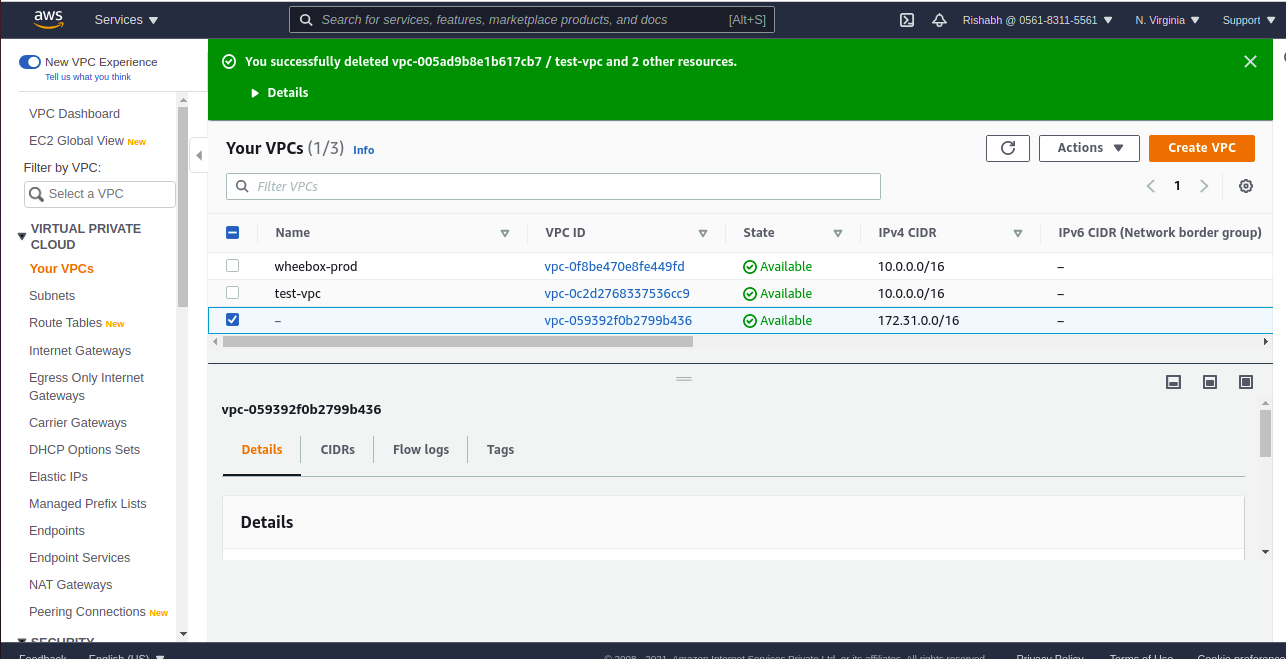 aws
Services
Search for services, features, marketplace products, and docs [Alt+S]
Rishabh @ 0561-8311-5561
N. Virginia
Support
New VPC Experience
Tell us what you think
VPC Dashboard
EC2 Global View New
Filter by VPC:
Select a VPC
VIRTUAL PRIVATE
CLOUD
Your VPCs
Subnets
Route Tables New
Internet Gateways
Egress Only Internet
Gateways
Carrier Gateways
DHCP Options Sets
Elastic IPs
Managed Prefix Lists
Endpoints
Endpoint Services
NAT Gateways
Peering Connections New
SECURITY
You successfully deleted vpc-005ad9b8e1b617cb7 / test-vpc and 2 other resources.
Details
Your VPCs (1/3) Info
Actions
Create VPC
Filter VPCs
1
Name VPC ID State IPv4 CIDR IPv6 CIDR (Network border group)
wheebox-prod vpc-0f8be470e8fe449fd Available 10.0.0.0/16 –
test-vpc vpc-0c2d2768337536cc9 Available 10.0.0.0/16 –
– vpc-059392f0b2799b436 Available 172.31.0.0/16 –
vpc-059392f0b2799b436
Details CIDRs Flow logs Tags
Details
Feedback English (US) © 2008 - 2021, Amazon Internet Services Private Ltd. or its affiliates. All rights reserved. Privacy Policy Terms of Use Cookie preferences